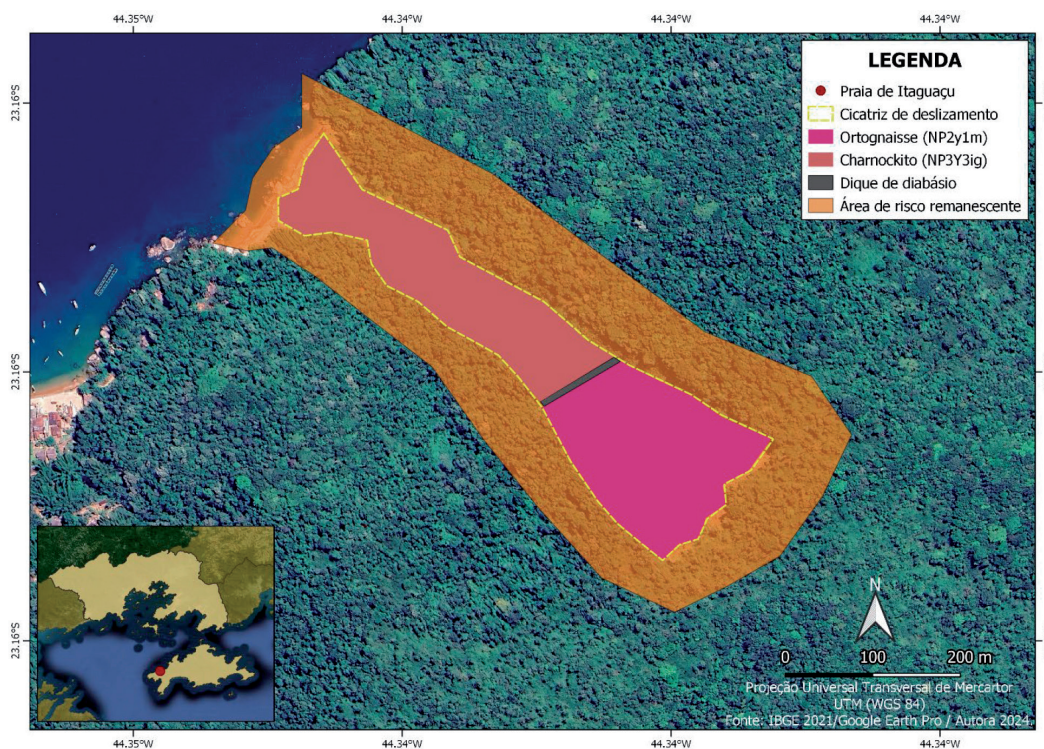 44.35°W 44.34°W 44.34°W 44.34°W
23.16°S
23.16°S
23.16°S
LEGENDA
Praia de Itaguaçu
Cicatriz de deslizamento
Ortognaisse (NP2y1m)
Charnockito (NP3Y3ig)
Dique de diabásio
Área de risco remanescente
23.16°S
N
0 100 200 m
Projeção Universal Transversal de Mercartor
UTM (WGS 84)
Fonte: IBGE 2021/Google Earth Pro / Autora 2024.
44.35°W 44.34°W 44.34°W 44.34°W